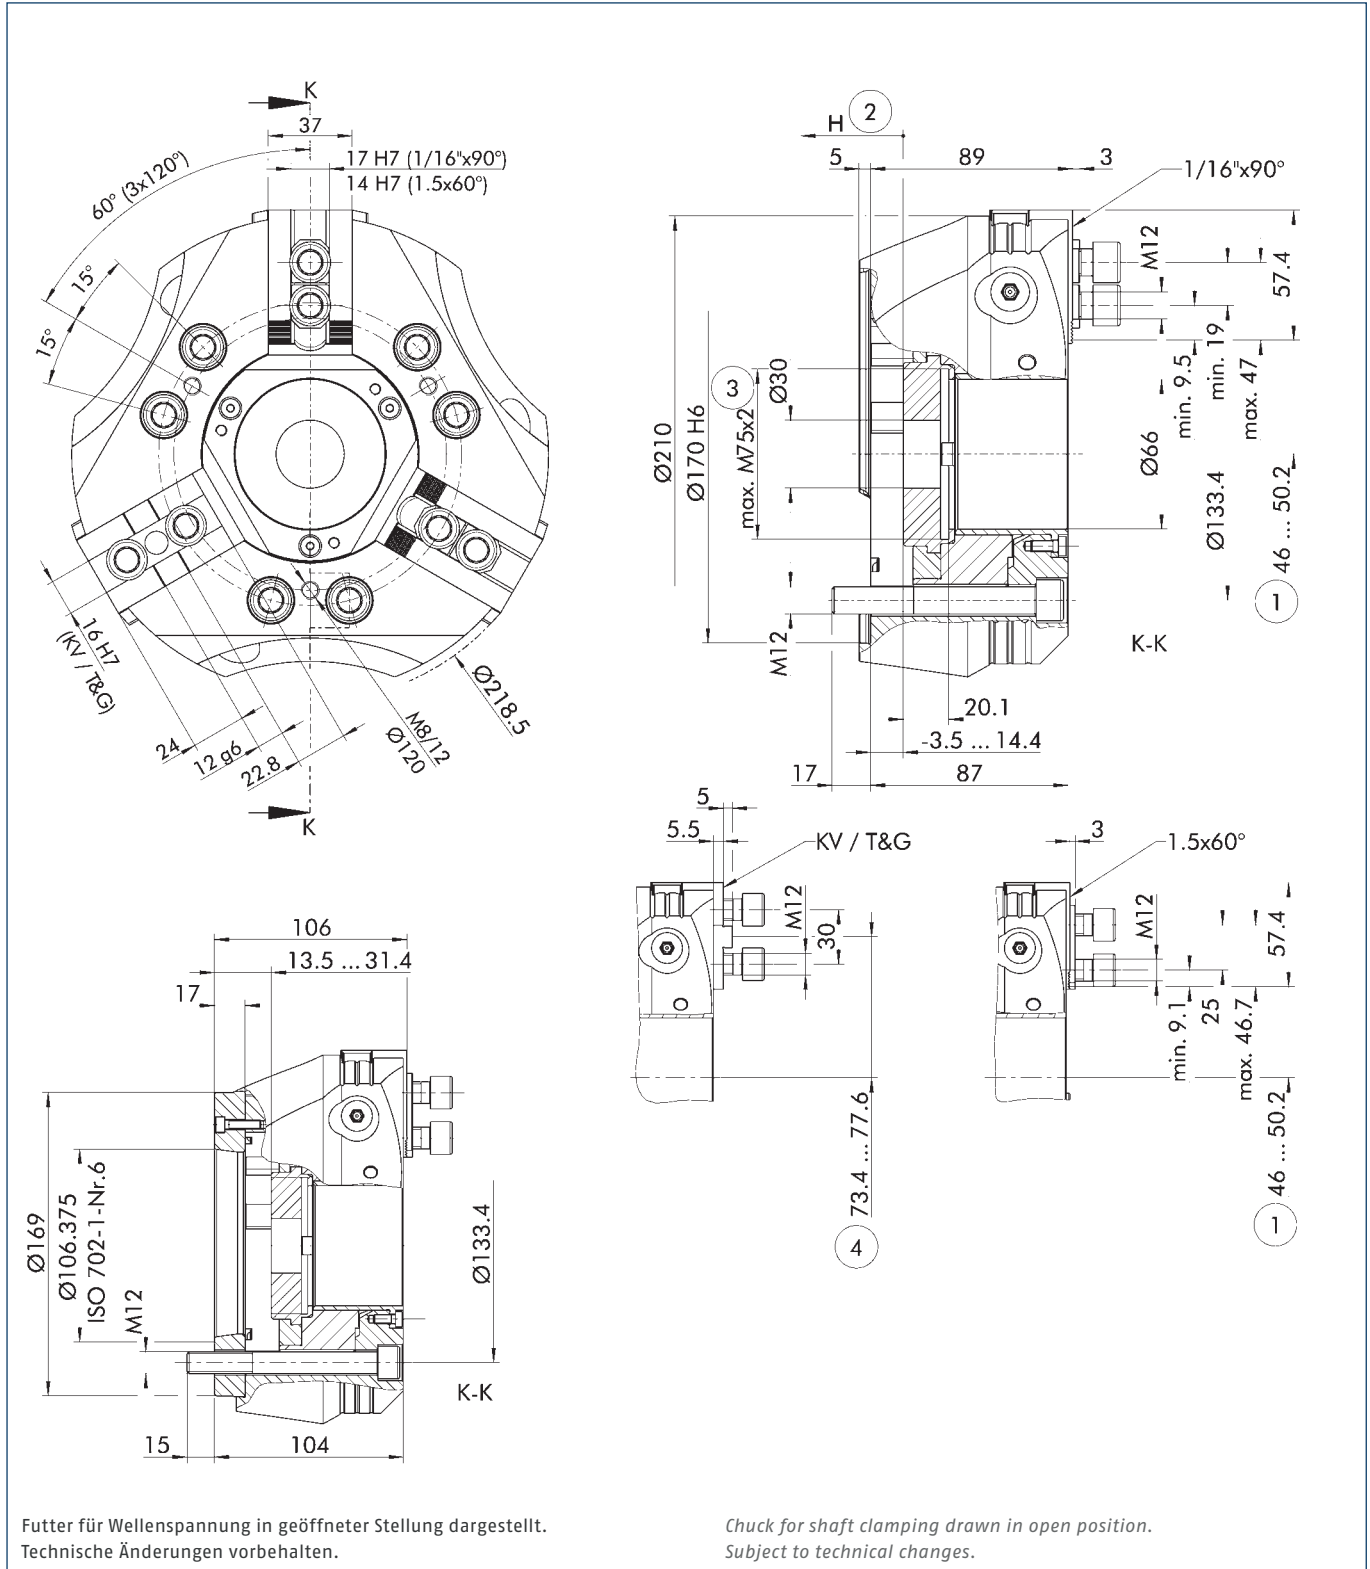 K
37
17 H7 (1/16"x90°)
14 H7 (1.5x60°)
60° (3x120°)
15°
15°
16 H7
(KV / T&G)
24
12 g6
22.8
M8/12
Ø120
Ø218.5
K
H
2
5
89
3
1/16"x90°
M12
57.4
min. 9.5
min. 19
max. 47
3
Ø30
max. M75x2
Ø170 H6
Ø210
Ø66
Ø133.4
46 ... 50.2
1
M12
K-K
20.1
-3.5 ... 14.4
17
87
5
5.5
KV / T&G
M12
30
73.4 ... 77.6
4
3
1.5x60°
M12
57.4
min. 9.1
25
max. 46.7
46 ... 50.2
1
106
13.5 ... 31.4
17
Ø169
Ø106.375
ISO 702-1-Nr.6
M12
Ø133.4
K-K
15
104
Futter für Wellenspannung in geöffneter Stellung dargestellt.
Technische Änderungen vorbehalten.
Chuck for shaft clamping drawn in open position.
Subject to technical changes.